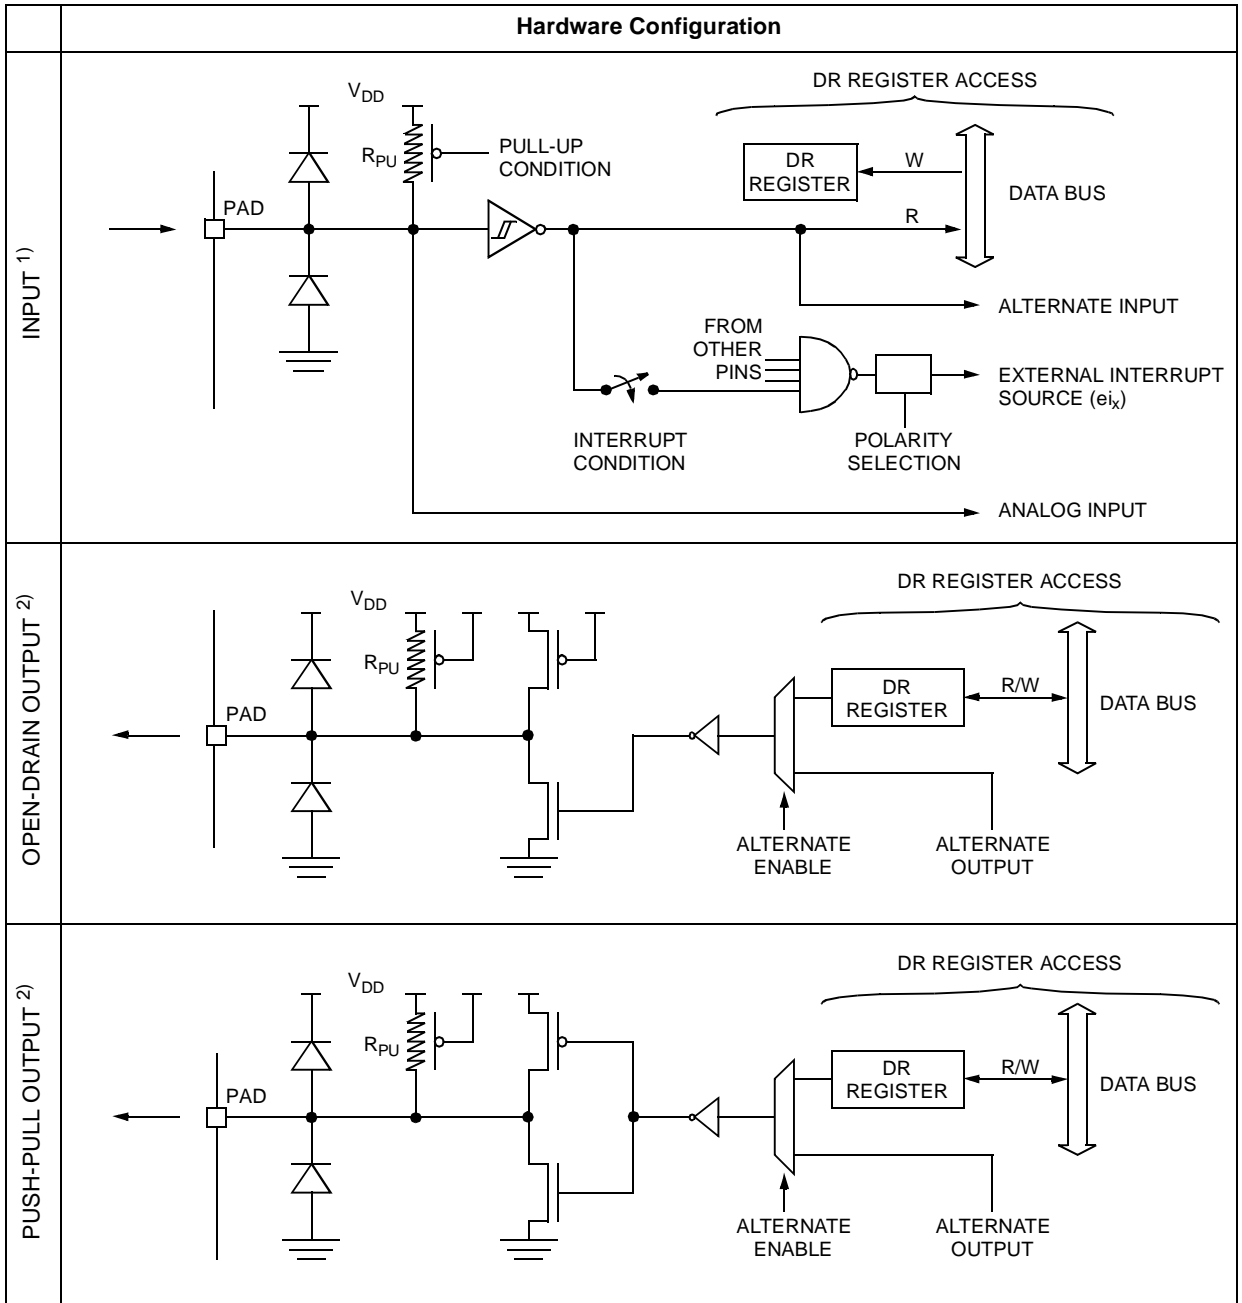 Hardware Configuration
INPUT 1)
DR REGISTER ACCESS
VDD
RPU
PULL-UP
CONDITION
DR
REGISTER
W
DATA BUS
PAD
R
ALTERNATE INPUT
FROM
OTHER
PINS
EXTERNAL INTERRUPT
SOURCE (eix)
INTERRUPT
CONDITION
POLARITY
SELECTION
ANALOG INPUT
OPEN-DRAIN OUTPUT 2)
DR REGISTER ACCESS
VDD
RPU
DR
REGISTER
R/W
DATA BUS
PAD
ALTERNATE
ENABLE
ALTERNATE
OUTPUT
PUSH-PULL OUTPUT 2)
DR REGISTER ACCESS
VDD
RPU
DR
REGISTER
R/W
DATA BUS
PAD
ALTERNATE
ENABLE
ALTERNATE
OUTPUT